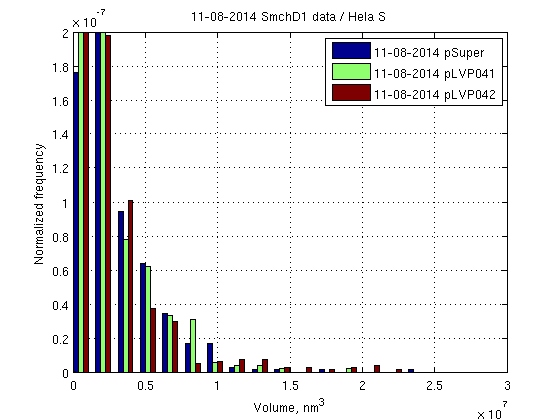 11-08-2014 SmchD1 data / Hela S
x 10^-7
2
1.8
1.6
1.4
1.2
1
0.8
0.6
0.4
0.2
0
Normalized frequency
11-08-2014 pSuper
11-08-2014 pLVP041
11-08-2014 pLVP042
0 0.5 1 1.5 2 2.5 3
x 10^7
Volume, nm^3